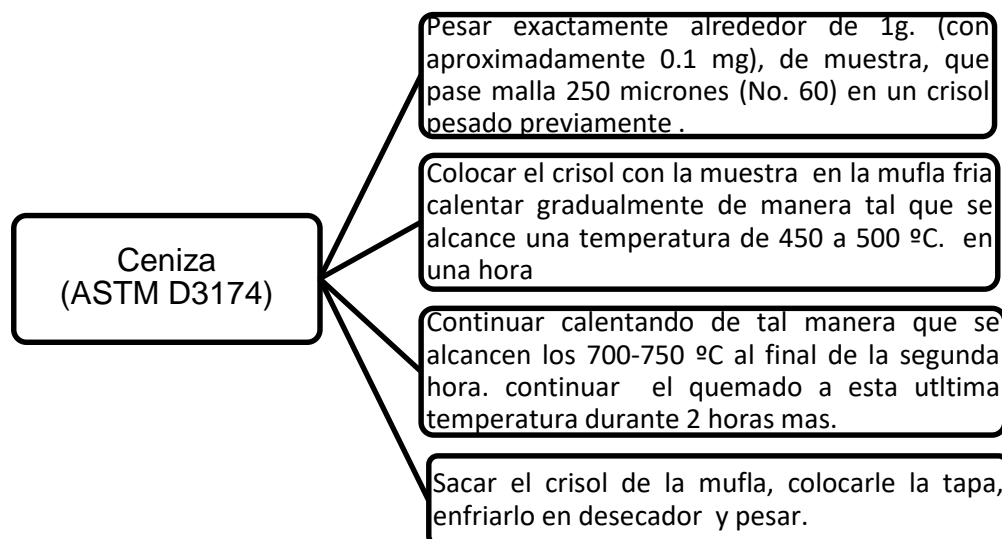 Ceniza
(ASTM D3174)
Pesar exactamente alrededor de 1g. (con
aproximadamente 0.1 mg), de muestra, que
pase malla 250 micrones (No. 60) en un crisol
pesado previamente .
Colocar el crisol con la muestra en la mufla fria
calentar gradualmente de manera tal que se
alcance una temperatura de 450 a 500 ºC. en
una hora
Continuar calentando de tal manera que se
alcancen los 700-750 ºC al final de la segunda
hora. continuar el quemado a esta utltima
temperatura durante 2 horas mas.
Sacar el crisol de la mufla, colocarle la tapa,
enfriarlo en desecador y pesar.